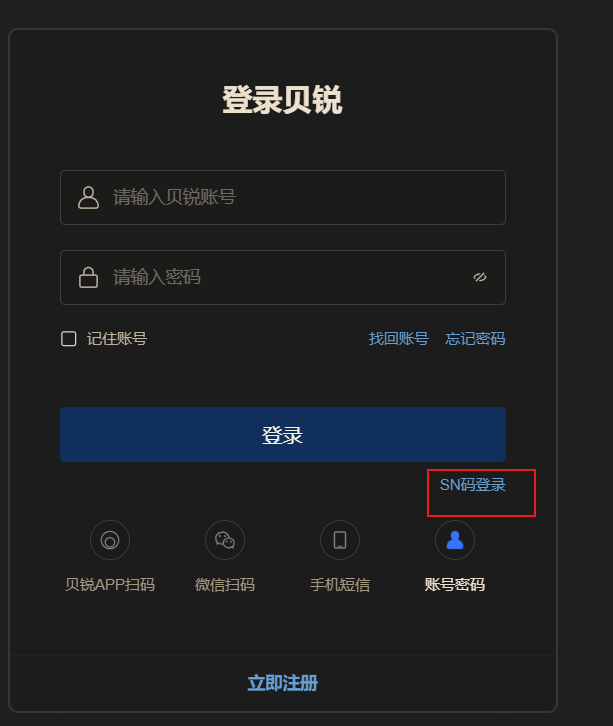 登录贝锐
请输入贝锐账号
请输入密码
记住账号 找回账号 忘记密码
登录
SN码登录
贝锐APP扫码 微信扫码 手机短信 账号密码
立即注册